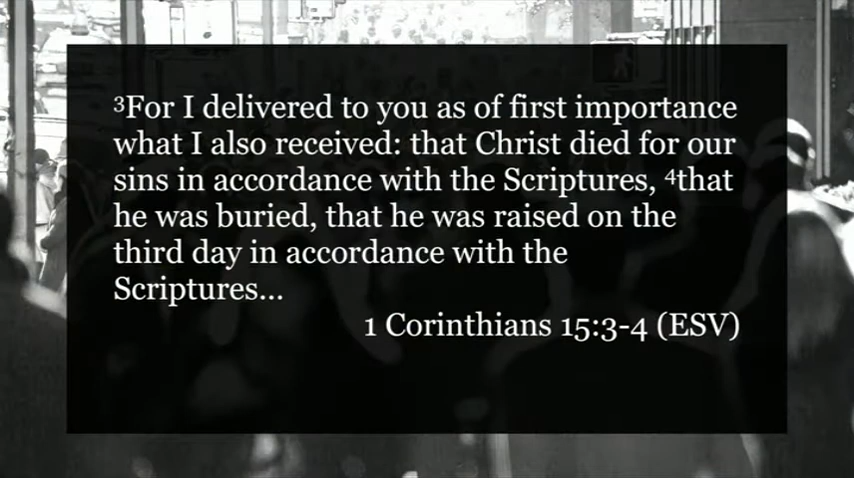 ³For I delivered to you as of first importance
what I also received: that Christ died for our
sins in accordance with the Scriptures, ⁴that
he was buried, that he was raised on the
third day in accordance with the
Scriptures...
1 Corinthians 15:3-4 (ESV)